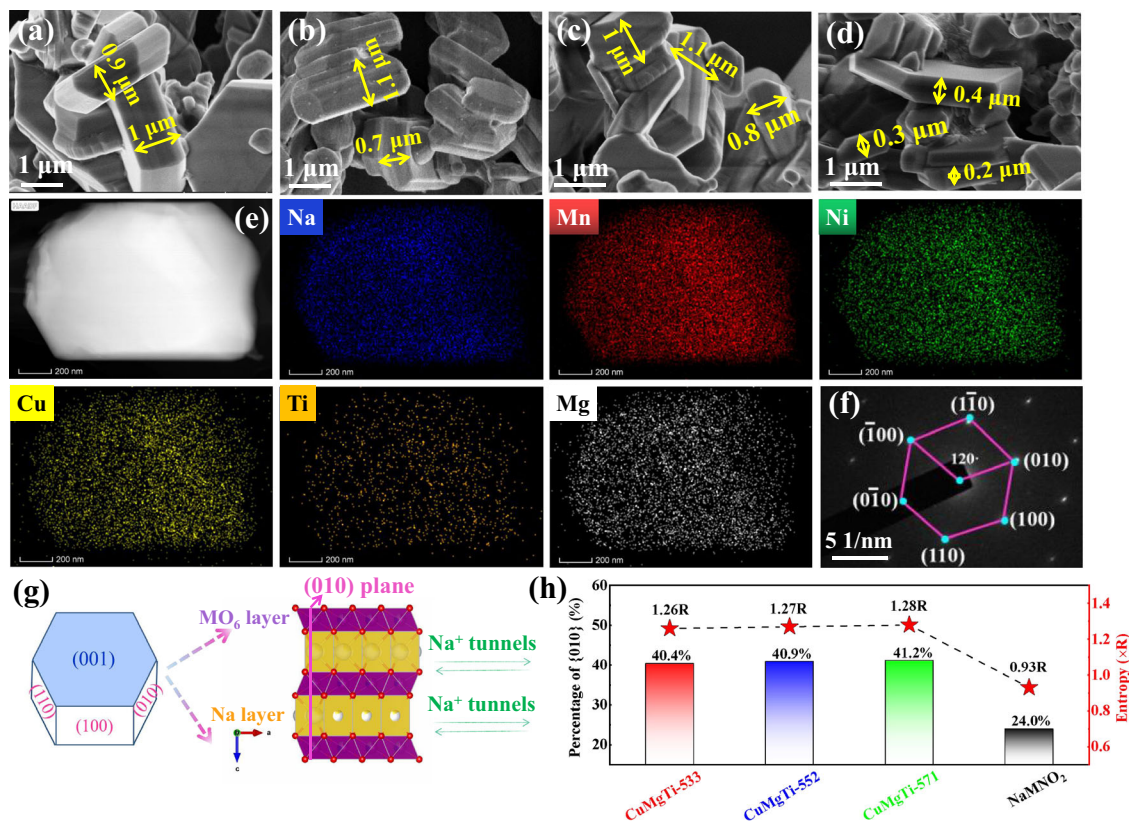 (a)
0.9 μm
1 μm
1 μm
(b)
1.1 μm
0.7 μm
1 μm
(c)
1 μm
1.1 μm
0.8 μm
1 μm
(d)
0.4 μm
0.3 μm
0.2 μm
1 μm
HAADF
(e)
200 nm
Na
200 nm
Mn
200 nm
Ni
200 nm
Cu
200 nm
Ti
200 nm
Mg
200 nm
(f)
(11̄0)
(1̄00)
120·
(010)
(01̄0)
(100)
(110)
5 1/nm
(g)
(001)
(110)
(100)
(010)
MO₆ layer
Na layer
a
c
(010) plane
Na⁺ tunnels
Na⁺ tunnels
(h)
Percentage of {010} (%)
60
50
40
30
20
1.26R
1.27R
1.28R
0.93R
40.4%
40.9%
41.2%
24.0%
1.4
1.2
1.0
0.8
0.6
Entropy (×R)
CuMgTi-533
CuMgTi-552
CuMgTi-571
NaMNO₂